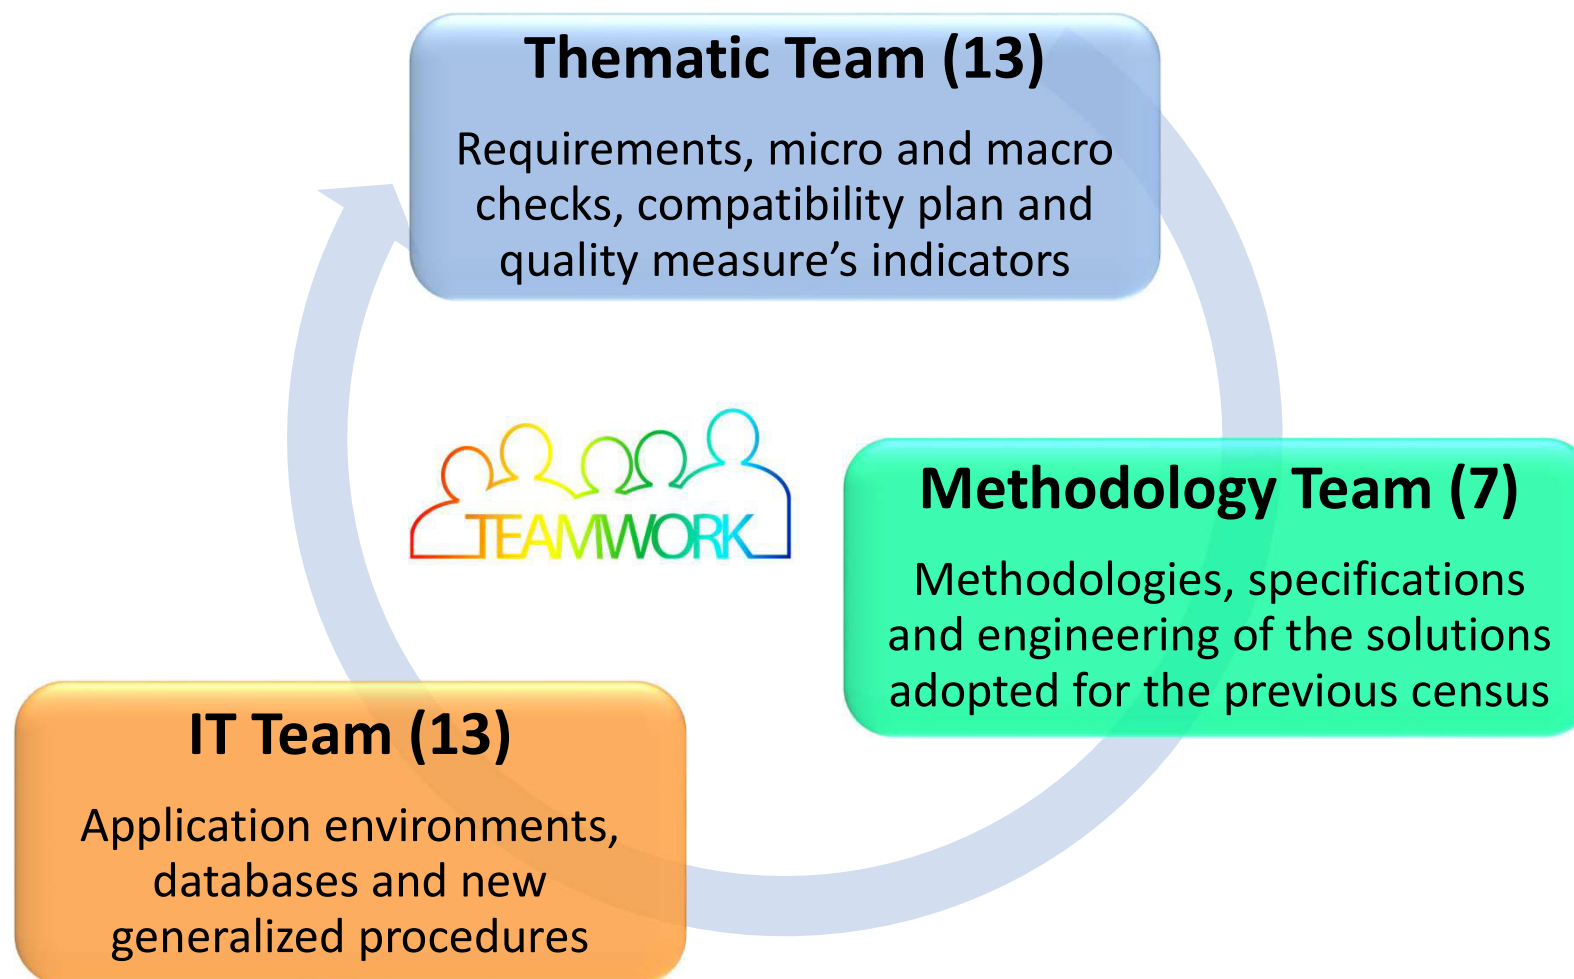 Thematic Team (13)
Requirements, micro and macro
checks, compatibility plan and
quality measure’s indicators
TEAMWORK
Methodology Team (7)
Methodologies, specifications
and engineering of the solutions
adopted for the previous census
IT Team (13)
Application environments,
databases and new
generalized procedures